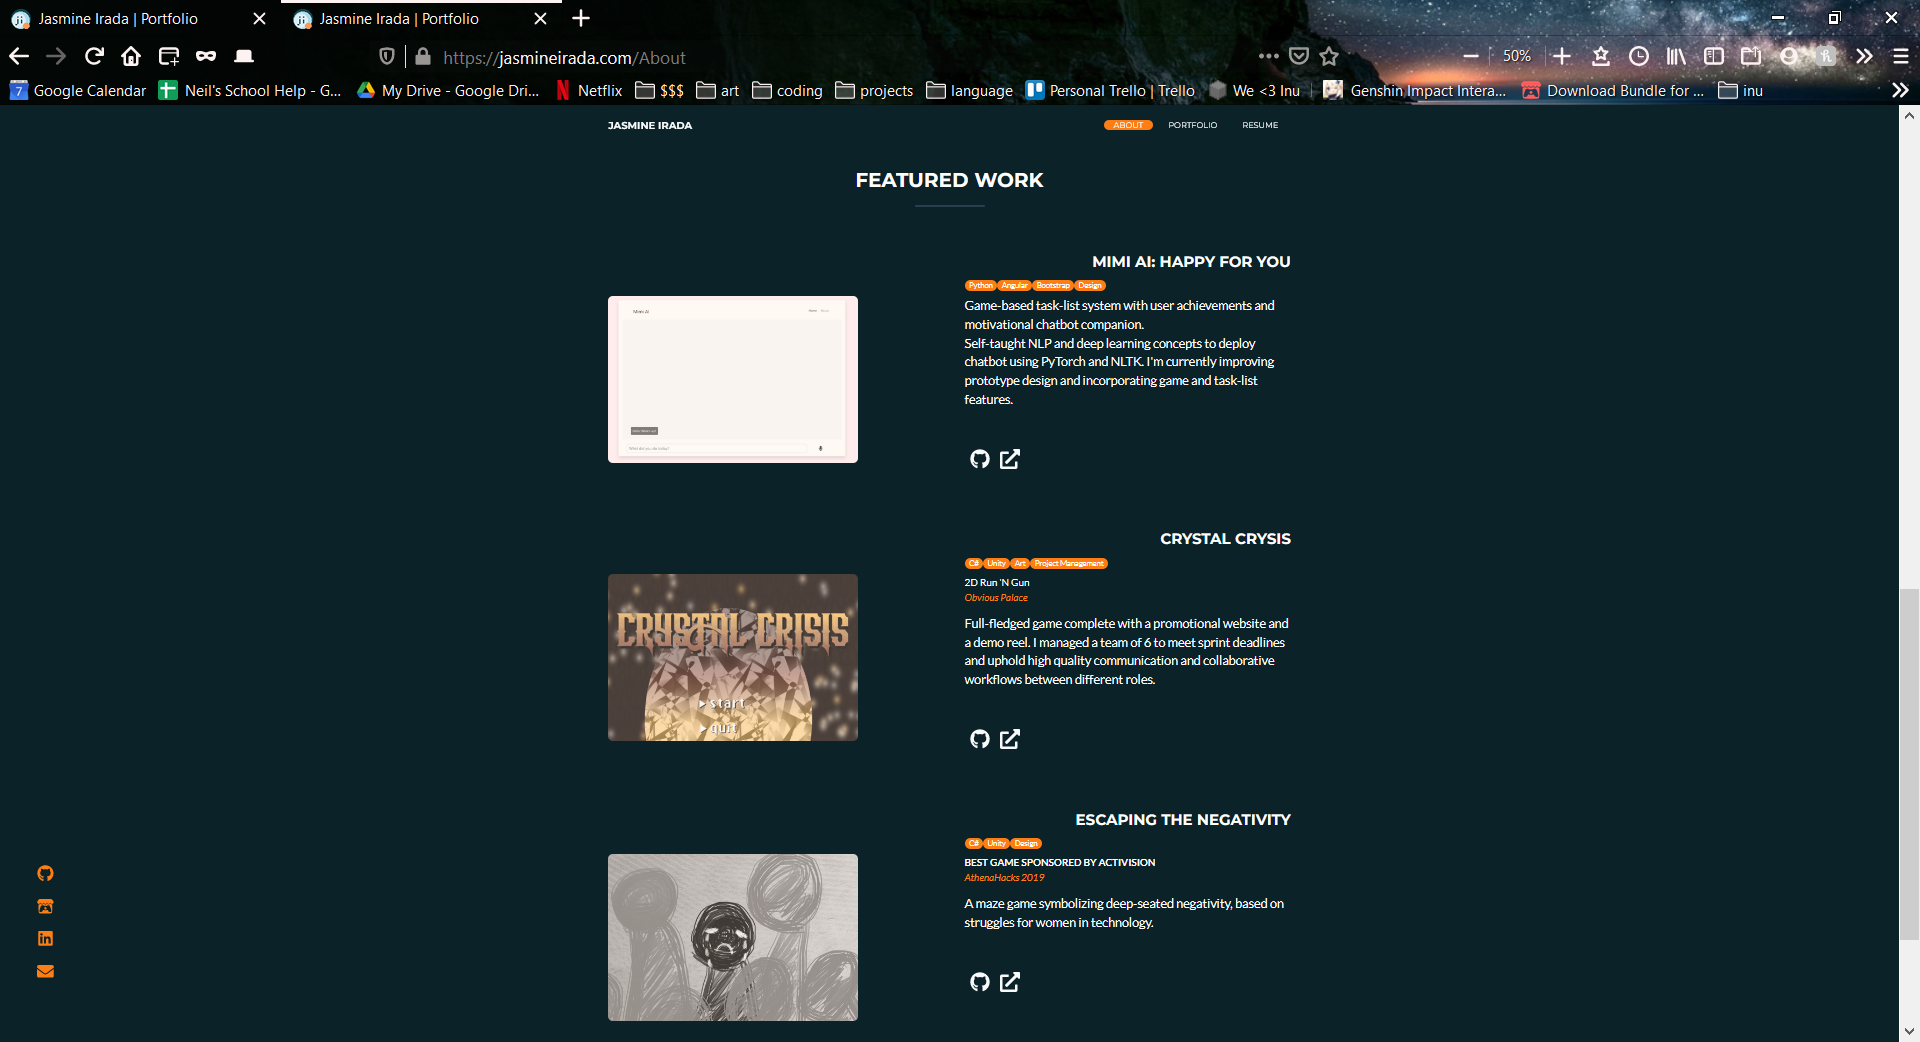 Jasmine Irada | Portfolio
Jasmine Irada | Portfolio
https://jasmineirada.com/About
50%
Google Calendar
Neil's School Help - G...
My Drive - Google Dri...
Netflix
$$$
art
coding
projects
language
Personal Trello | Trello
We <3 Inu
Genshin Impact Intera...
Download Bundle for ...
inu
JASMINE IRADA
ABOUT
PORTFOLIO
RESUME
FEATURED WORK
MIMI AI: HAPPY FOR YOU
Python Angular Bootstrap Design
Game-based task-list system with user achievements and
motivational chatbot companion.
Self-taught NLP and deep learning concepts to deploy
chatbot using PyTorch and NLTK. I'm currently improving
prototype design and incorporating game and task-list
features.
Mimi AI
CRYSTAL CRYSIS
C# Unity Art Project Management
2D Run 'N Gun
Obvious Palace
Full-fledged game complete with a promotional website and
a demo reel. I managed a team of 6 to meet sprint deadlines
and uphold high quality communication and collaborative
workflows between different roles.
CRYSTAL CRISIS
start
quit
ESCAPING THE NEGATIVITY
C# Unity Design
BEST GAME SPONSORED BY ACTIVISION
AthenaHacks 2019
A maze game symbolizing deep-seated negativity, based on
struggles for women in technology.